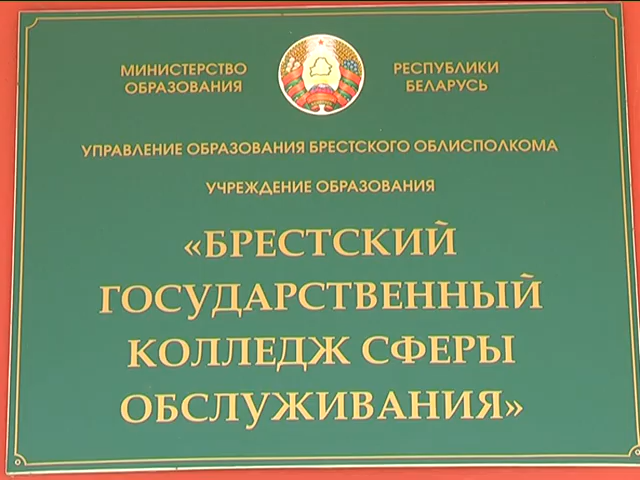 МИНИСТЕРСТВО ОБРАЗОВАНИЯ
РЕСПУБЛИКИ БЕЛАРУСЬ
УПРАВЛЕНИЕ ОБРАЗОВАНИЯ БРЕСТСКОГО ОБЛИСПОЛКОМА
УЧРЕЖДЕНИЕ ОБРАЗОВАНИЯ
«БРЕСТСКИЙ
ГОСУДАРСТВЕННЫЙ
КОЛЛЕДЖ СФЕРЫ
ОБСЛУЖИВАНИЯ»